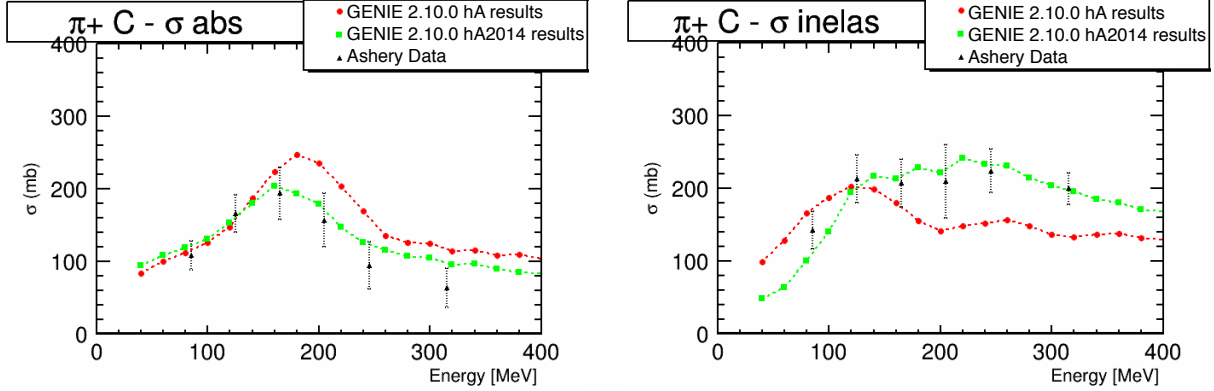 π+ C - σ abs
GENIE 2.10.0 hA results
GENIE 2.10.0 hA2014 results
Ashery Data
400
300
200
100
0
σ (mb)
0 100 200 300 400
Energy [MeV]
π+ C - σ inelas
GENIE 2.10.0 hA results
GENIE 2.10.0 hA2014 results
Ashery Data
400
300
200
100
0
σ (mb)
0 100 200 300 400
Energy [MeV]